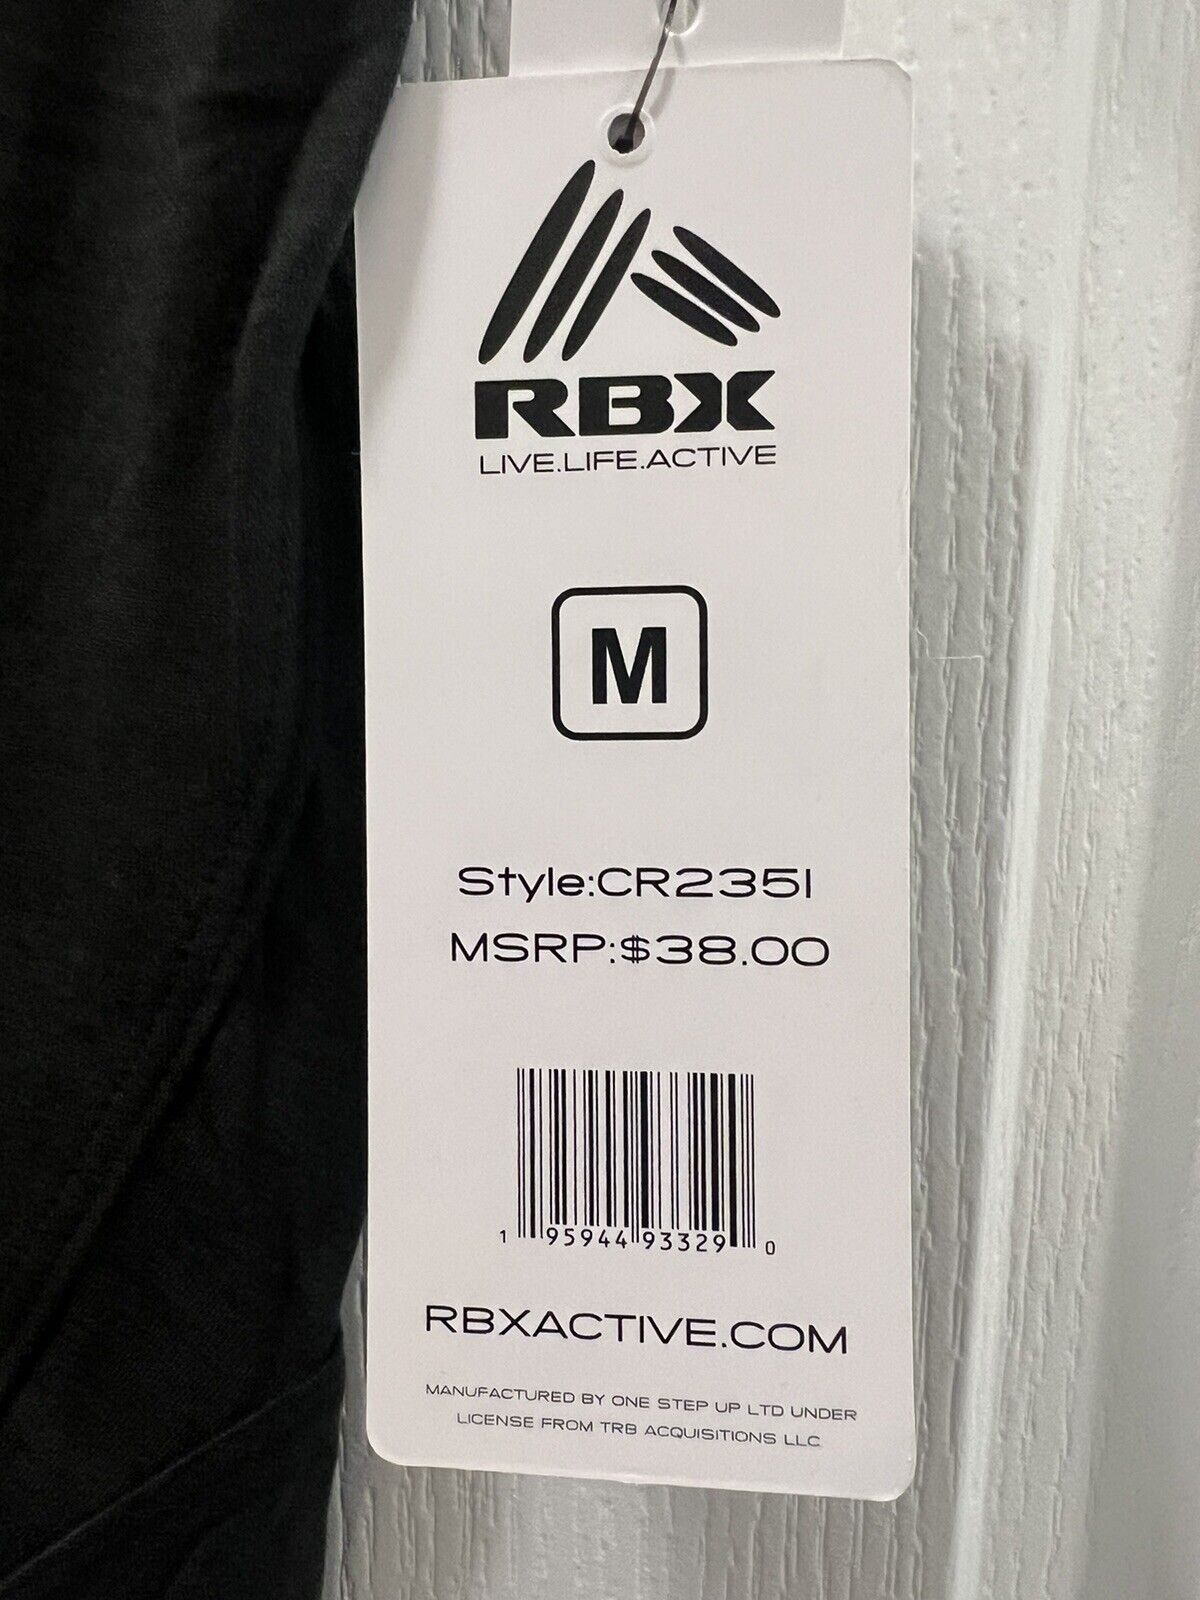 RBX
LIVE.LIFE.ACTIVE
M
Style:CR2351
MSRP:$38.00
1 95944 93329 0
RBXACTIVE.COM
MANUFACTURED BY ONE STEP UP LTD UNDER
LICENSE FROM TRB ACQUISITIONS LLC